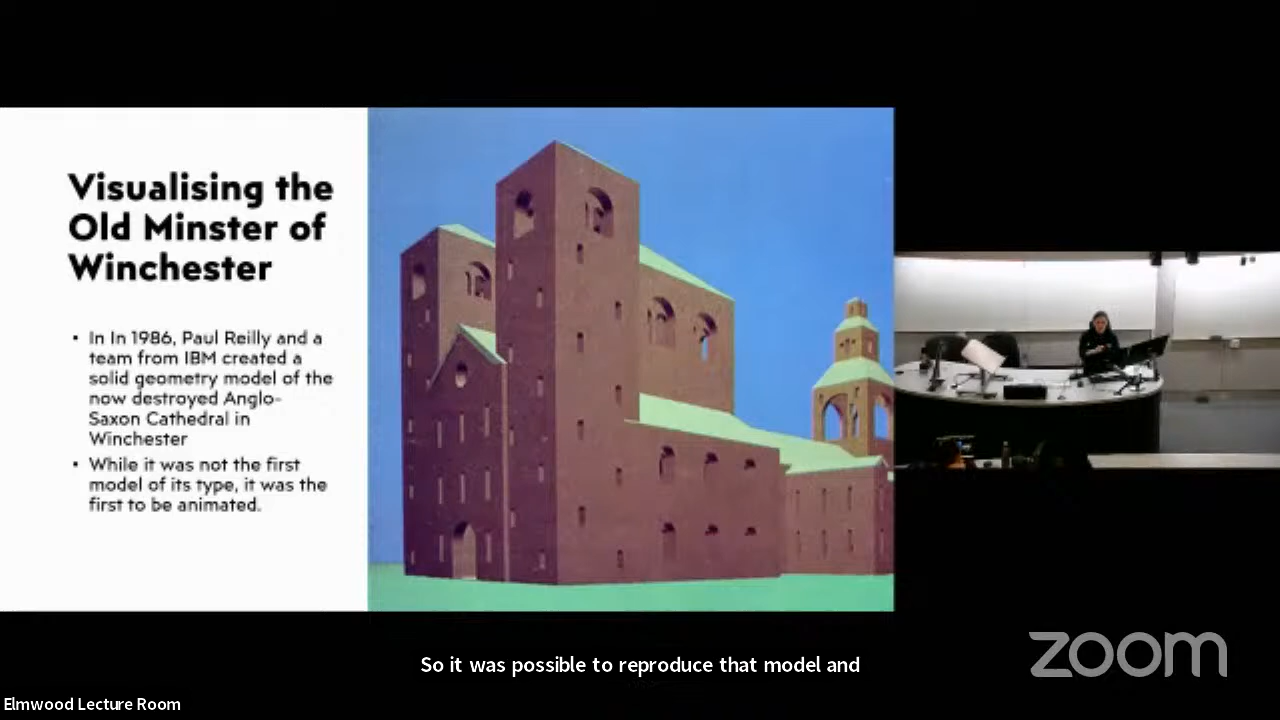 Visualising the
Old Minster of
Winchester
• In In 1986, Paul Reilly and a
team from IBM created a
solid geometry model of the
now destroyed Anglo-
Saxon Cathedral in
Winchester
• While it was not the first
model of its type, it was the
first to be animated.
So it was possible to reproduce that model and
zoom
Elmwood Lecture Room